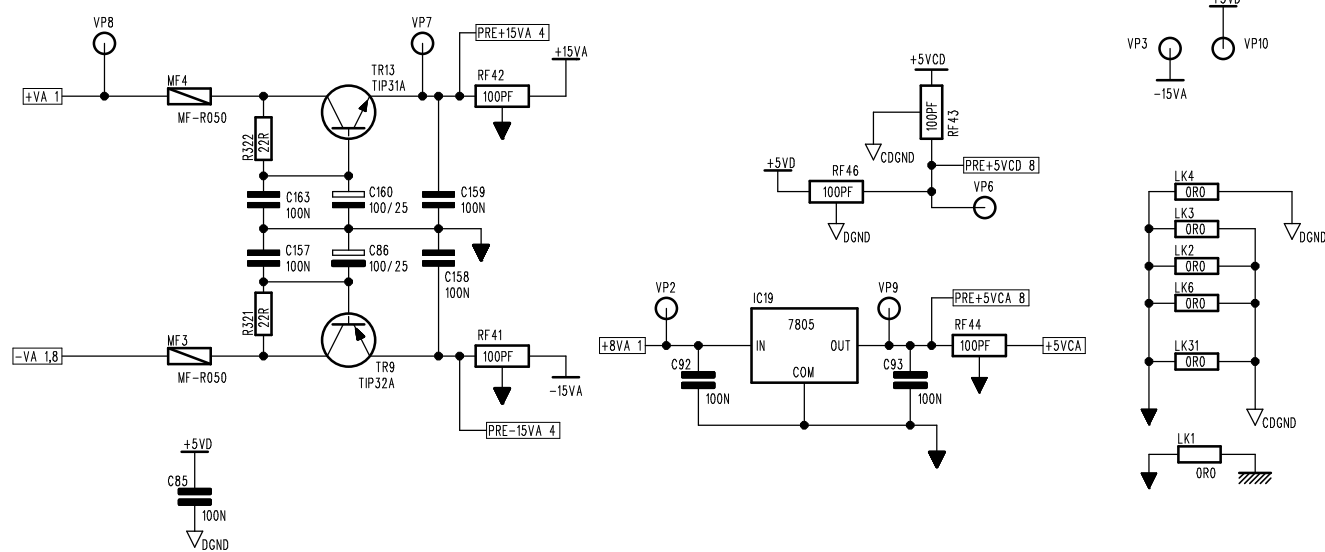 VP8
VP7
PRE+15VA 4
+15VA
TR13
TIP31A
RF42
100PF
MF4
MF-R050
+VA 1
R322
22R
C163
100N
C160
100/25
C159
100N
C157
100N
C86
100/25
C158
100N
R321
22R
MF3
MF-R050
-VA 1,8
TR9
TIP32A
RF41
100PF
-15VA
PRE-15VA 4
+5VD
C85
100N
DGND
+5VCD
100PF
RF43
CDGND
PRE+5VCD 8
+5VD
RF46
100PF
VP6
DGND
VP2
+8VA 1
C92
100N
IC19
7805
IN
OUT
COM
VP9
PRE+5VCA 8
RF44
100PF
+5VCA
C93
100N
+5VD
VP3
VP10
-15VA
LK4
0R0
DGND
LK3
0R0
LK2
0R0
LK6
0R0
LK31
0R0
CDGND
LK1
0R0